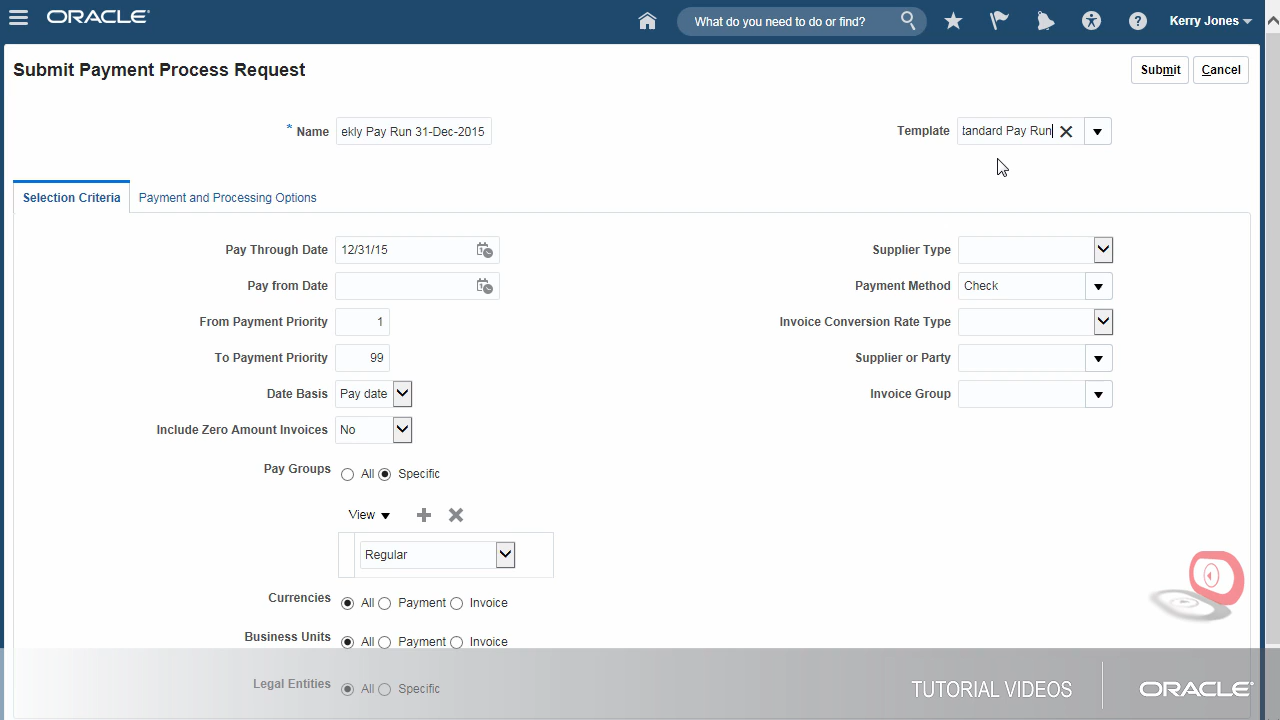 ORACLE
What do you need to do or find?
Kerry Jones
Submit Payment Process Request
Submit
Cancel
* Name
ekly Pay Run 31-Dec-2015
Template
tandard Pay Run
Selection Criteria
Payment and Processing Options
Pay Through Date
12/31/15
Pay from Date
From Payment Priority
1
To Payment Priority
99
Date Basis
Pay date
Include Zero Amount Invoices
No
Pay Groups
All
Specific
View
Regular
Currencies
All
Payment
Invoice
Business Units
All
Payment
Invoice
Legal Entities
All
Specific
Supplier Type
Payment Method
Check
Invoice Conversion Rate Type
Supplier or Party
Invoice Group
TUTORIAL VIDEOS
ORACLE